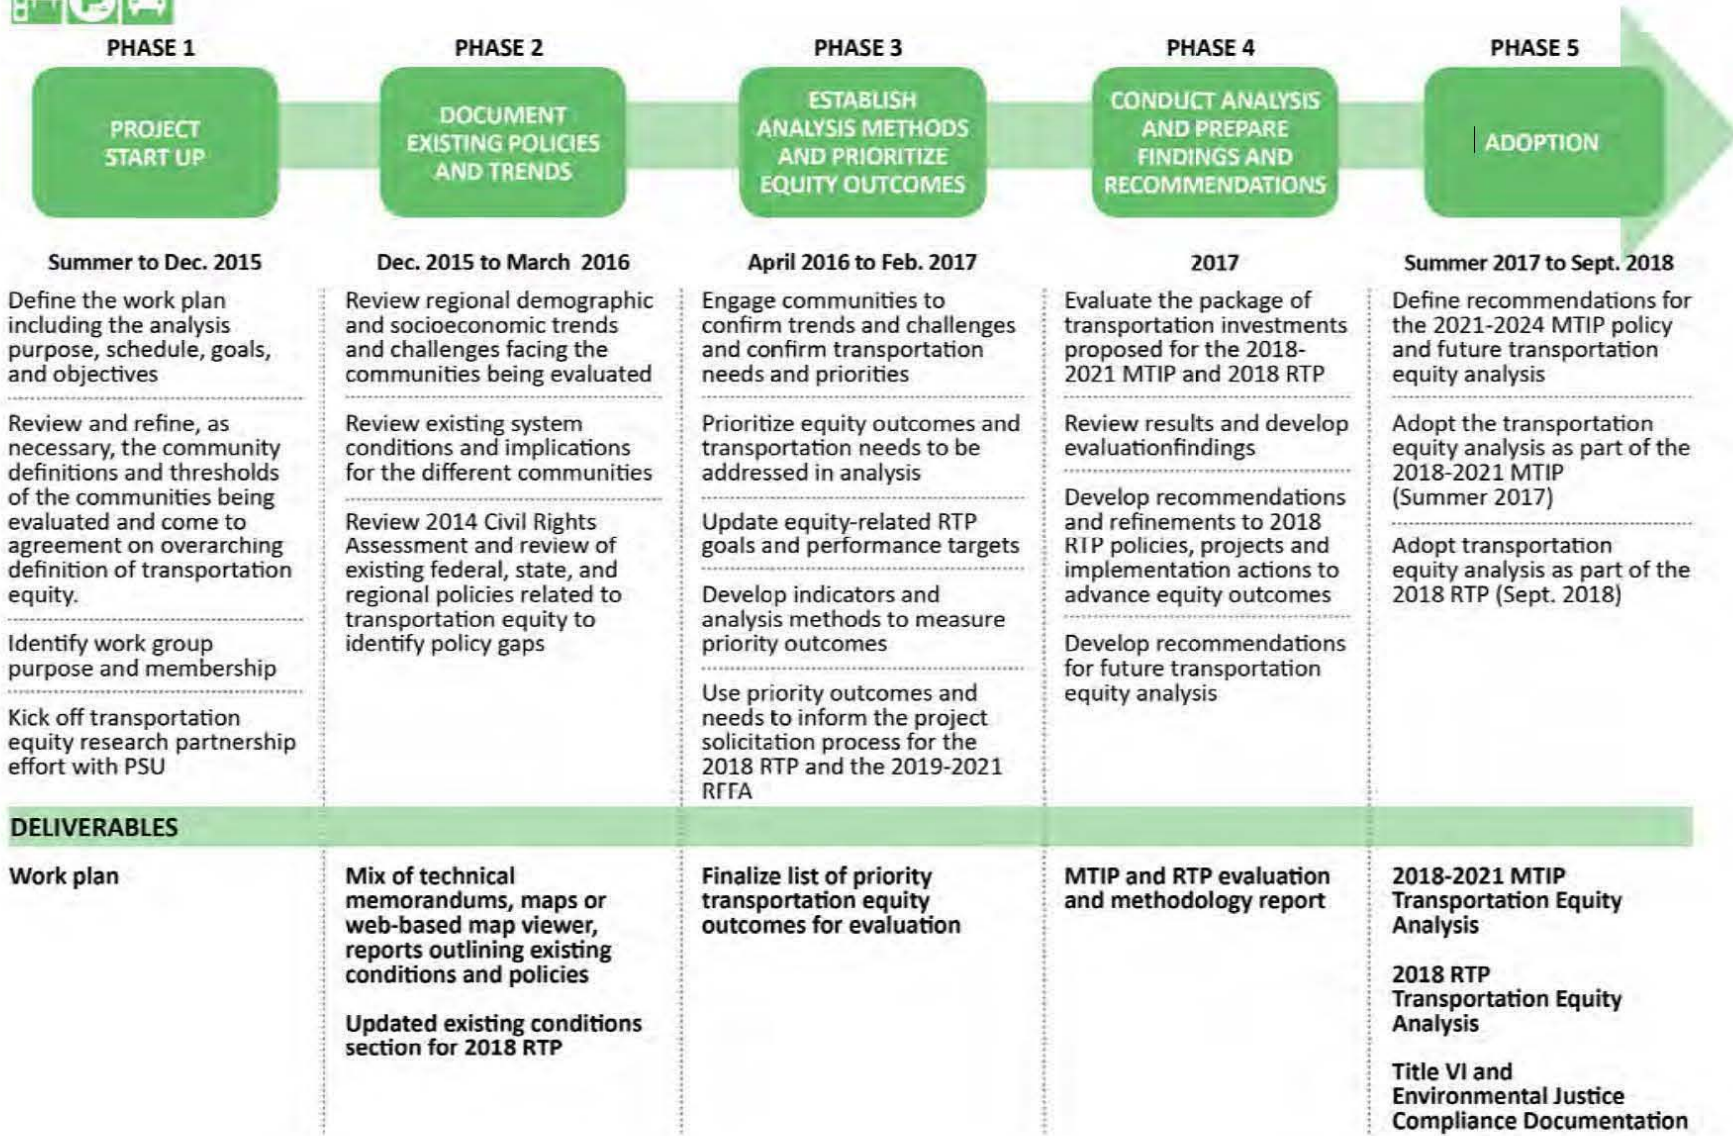 PHASE 1
PROJECT
START UP
Summer to Dec. 2015
Define the work plan
including the analysis
purpose, schedule, goals,
and objectives
Review and refine, as
necessary, the community
definitions and thresholds
of the communities being
evaluated and come to
agreement on overarching
definition of transportation
equity.
Identify work group
purpose and membership
Kick off transportation
equity research partnership
effort with PSU
PHASE 2
DOCUMENT
EXISTING POLICIES
AND TRENDS
Dec. 2015 to March 2016
Review regional demographic
and socioeconomic trends
and challenges facing the
communities being evaluated
Review existing system
conditions and implications
for the different communities
Review 2014 Civil Rights
Assessment and review of
existing federal, state, and
regional policies related to
transportation equity to
identify policy gaps
PHASE 3
ESTABLISH
ANALYSIS METHODS
AND PRIORITIZE
EQUITY OUTCOMES
April 2016 to Feb. 2017
Engage communities to
confirm trends and challenges
and confirm transportation
needs and priorities
Prioritize equity outcomes and
transportation needs to be
addressed in analysis
Update equity-related RTP
goals and performance targets
Develop indicators and
analysis methods to measure
priority outcomes
Use priority outcomes and
needs to inform the project
solicitation process for the
2018 RTP and the 2019-2021
RFFA
PHASE 4
CONDUCT ANALYSIS
AND PREPARE
FINDINGS AND
RECOMMENDATIONS
2017
Evaluate the package of
transportation investments
proposed for the 2018-
2021 MTIP and 2018 RTP
Review results and develop
evaluationfindings
Develop recommendations
and refinements to 2018
RTP policies, projects and
implementation actions to
advance equity outcomes
Develop recommendations
for future transportation
equity analysis
PHASE 5
ADOPTION
Summer 2017 to Sept. 2018
Define recommendations for
the 2021-2024 MTIP policy
and future transportation
equity analysis
Adopt the transportation
equity analysis as part of the
2018-2021 MTIP
(Summer 2017)
Adopt transportation
equity analysis as part of the
2018 RTP (Sept. 2018)
DELIVERABLES
Work plan
Mix of technical
memorandums, maps or
web-based map viewer,
reports outlining existing
conditions and policies
Updated existing conditions
section for 2018 RTP
Finalize list of priority
transportation equity
outcomes for evaluation
MTIP and RTP evaluation
and methodology report
2018-2021 MTIP
Transportation Equity
Analysis
2018 RTP
Transportation Equity
Analysis
Title VI and
Environmental Justice
Compliance Documentation